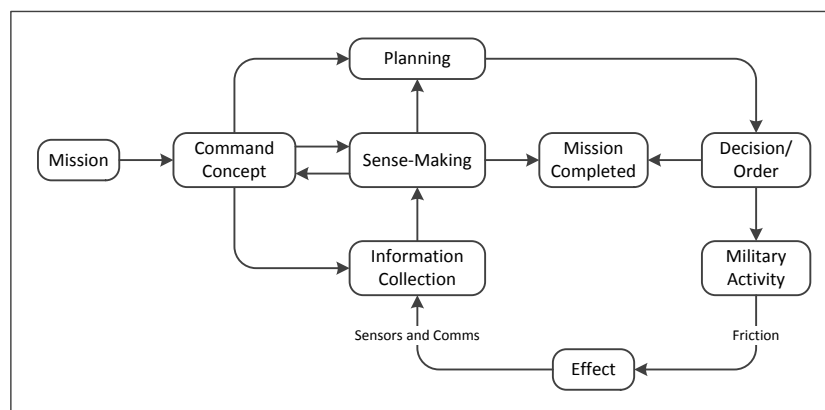 Planning
Mission
Command
Concept
Sense-Making
Mission
Completed
Decision/
Order
Information
Collection
Military
Activity
Sensors and Comms
Friction
Effect